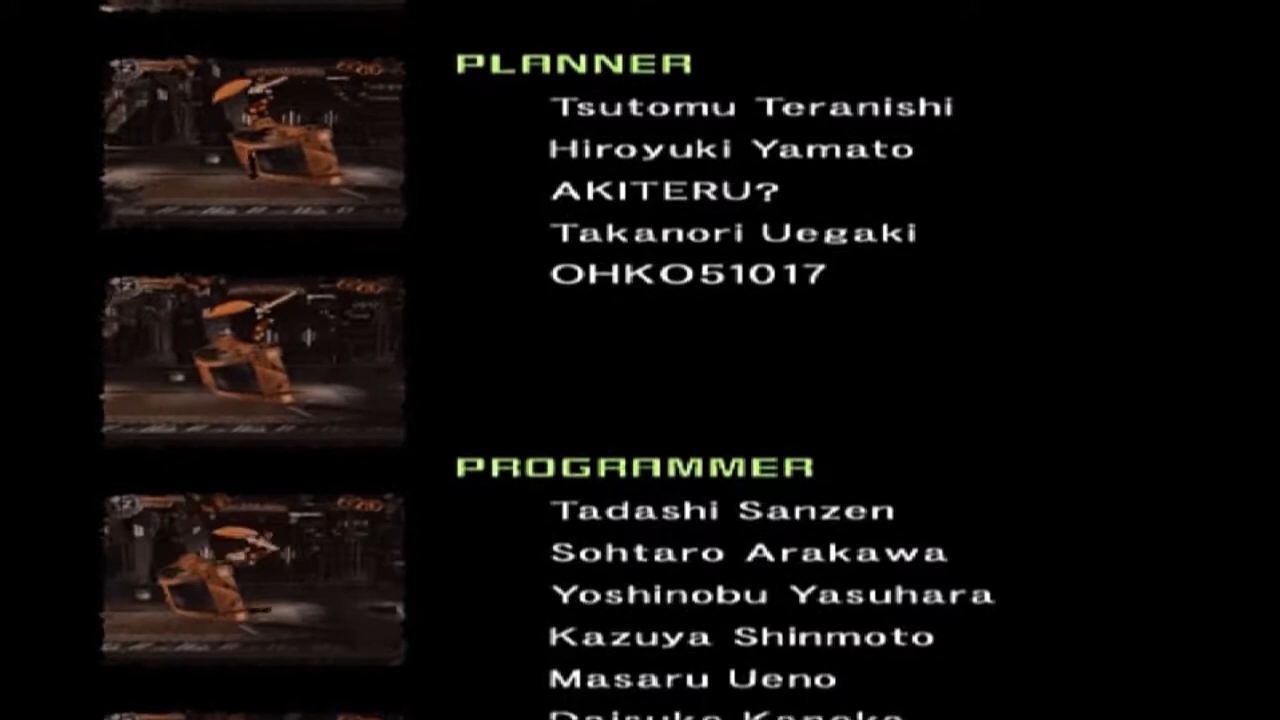 PLANNER
Tsutomu Teranishi
Hiroyuki Yamato
AKITERU?
Takanori Uegaki
OHKO51017
PROGRAMMER
Tadashi Sanzen
Sohtaro Arakawa
Yoshinobu Yasuhara
Kazuya Shinmoto
Masaru Ueno